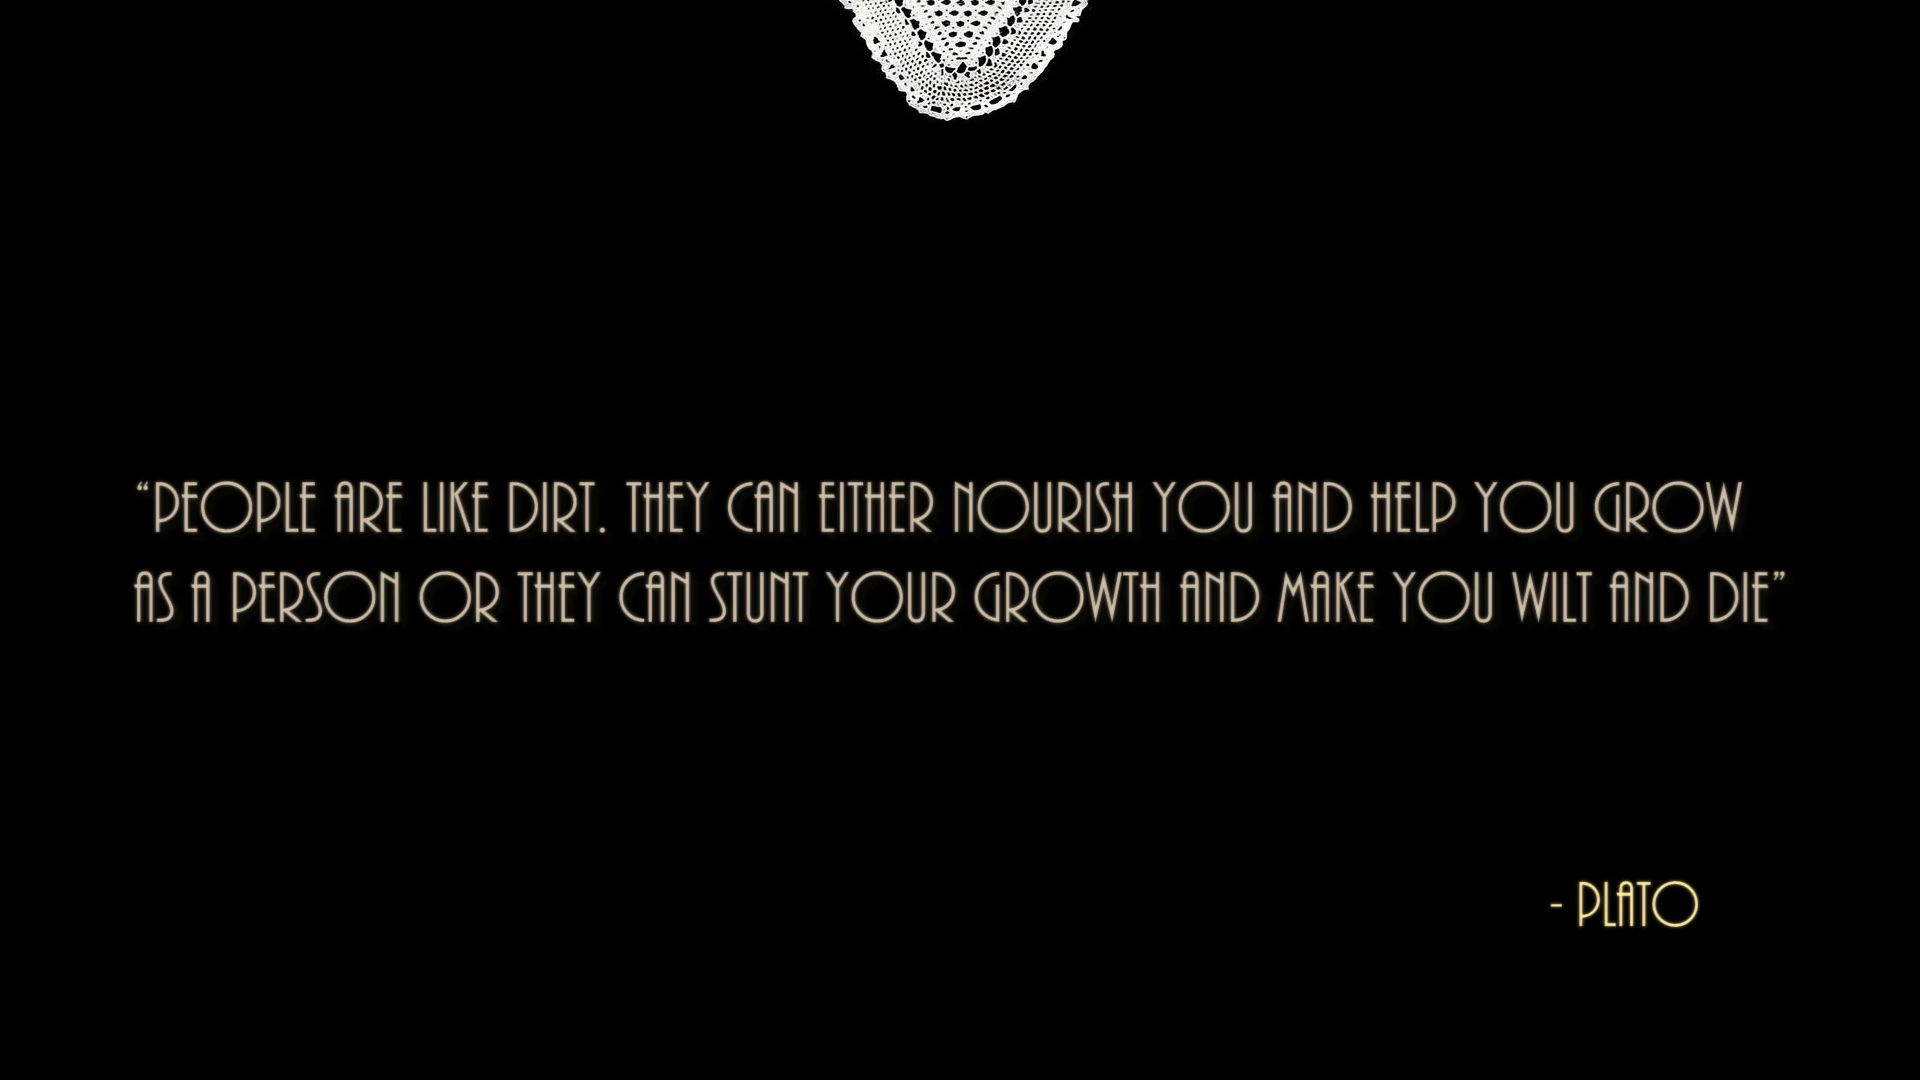 “PEOPLE ARE LIKE DIRT. THEY CAN EITHER NOURISH YOU AND HELP YOU GROW
AS A PERSON OR THEY CAN STUNT YOUR GROWTH AND MAKE YOU WILT AND DIE”
- PLATO